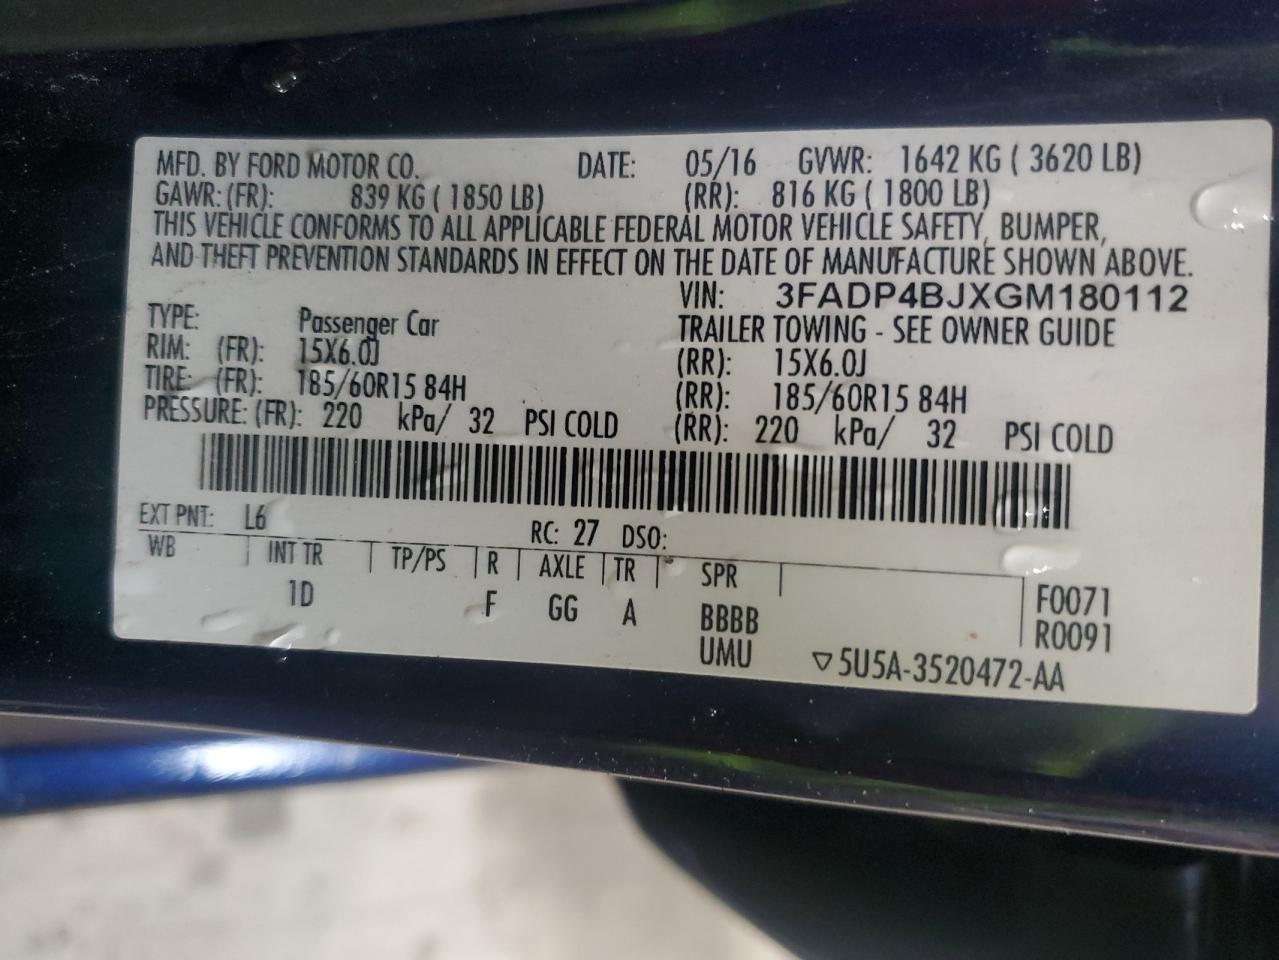 MFD. BY FORD MOTOR CO. DATE: 05/16 GVWR: 1642 KG ( 3620 LB)
GAWR: (FR): 839 KG ( 1850 LB) (RR): 816 KG ( 1800 LB)
THIS VEHICLE CONFORMS TO ALL APPLICABLE FEDERAL MOTOR VEHICLE SAFETY, BUMPER,
AND THEFT PREVENTION STANDARDS IN EFFECT ON THE DATE OF MANUFACTURE SHOWN ABOVE.
VIN: 3FADP4BJXGM180112
TYPE: Passenger Car TRAILER TOWING - SEE OWNER GUIDE
RIM: (FR): 15X6.0J (RR): 15X6.0J
TIRE: (FR): 185/60R15 84H (RR): 185/60R15 84H
PRESSURE: (FR): 220 kPa/ 32 PSI COLD (RR): 220 kPa/ 32 PSI COLD
EXT PNT: L6 RC: 27 DSO:
WB INT TR TP/PS R AXLE TR SPR
1D F GG A BBBB F0071
UMU R0091
▽5U5A-3520472-AA